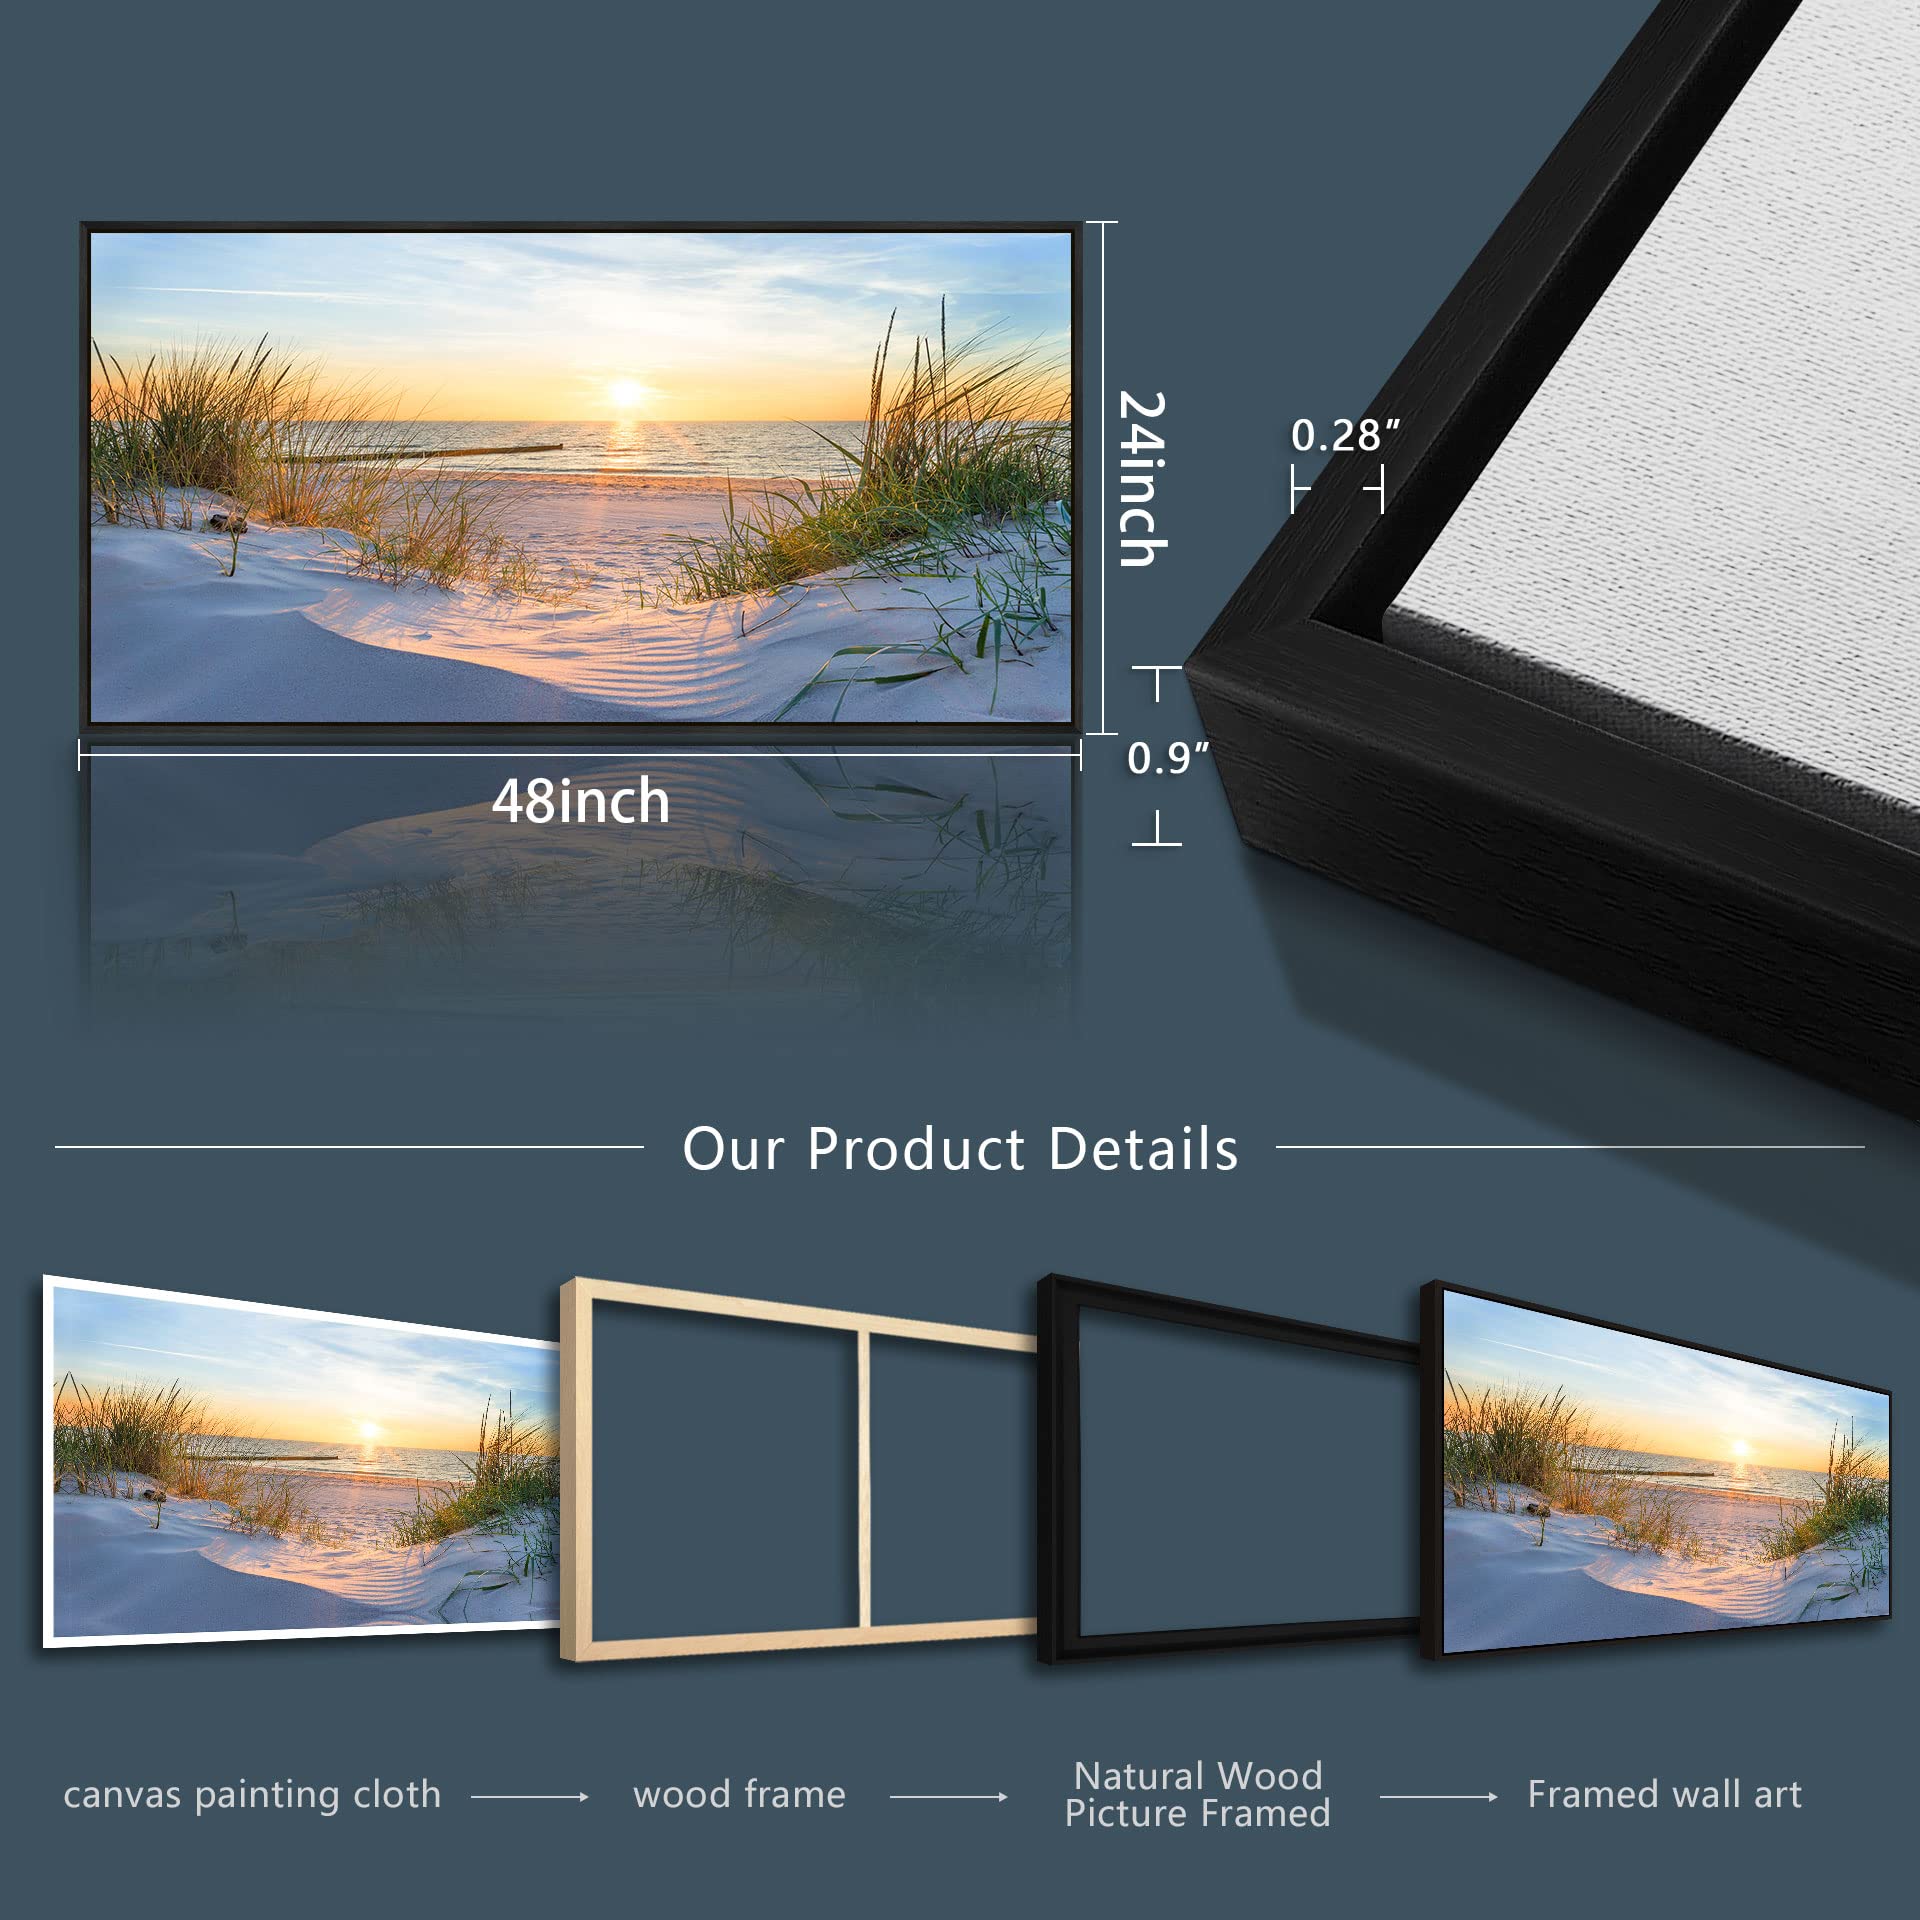 24inch
0.28"
0.9"
48inch
Our Product Details
canvas painting cloth
wood frame
Natural Wood
Picture Framed
Framed wall art